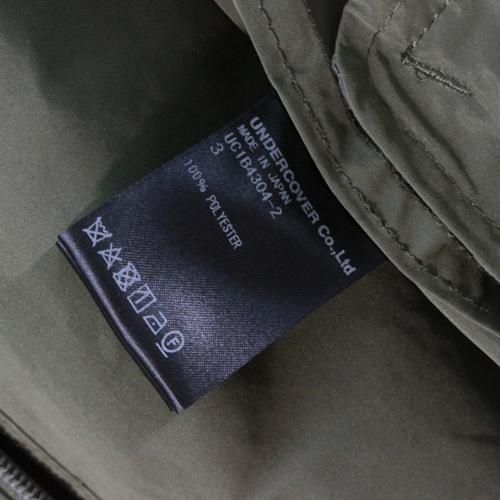 UNDERCOVER Co.,Ltd
MADE IN JAPAN
UC1B4304-2
3
100% POLYESTER